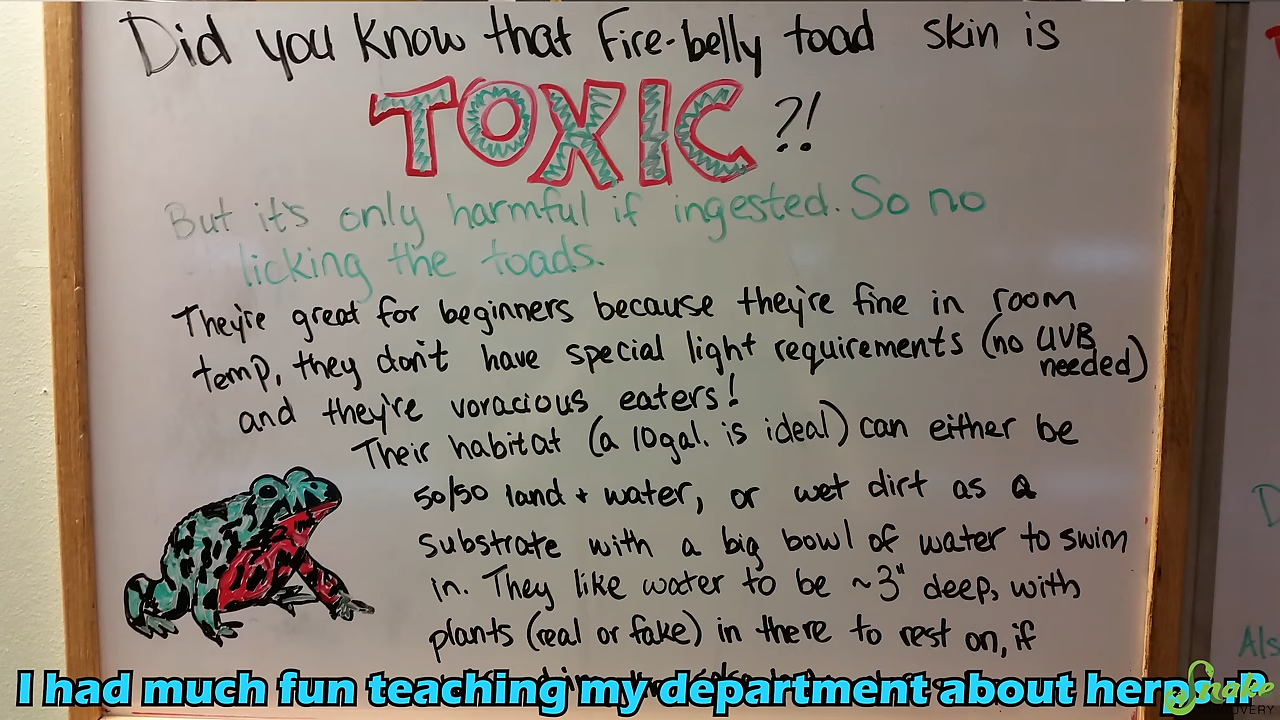 Did you know that Fire-belly toad skin is
TOXIC?!
But it's only harmful if ingested. So no
licking the toads.
They're great for beginners because they're fine in room
temp, they don't have special light requirements (no UVB
needed)
and they're voracious eaters!
Their habitat (a 10gal. is ideal) can either be
50/50 land + water, or wet dirt as a
substrate with a big bowl of water to swim
in. They like water to be ~3" deep, with
plants (real or fake) in there to rest on, if
I had much fun teaching my department about herps :D
Snake
Als